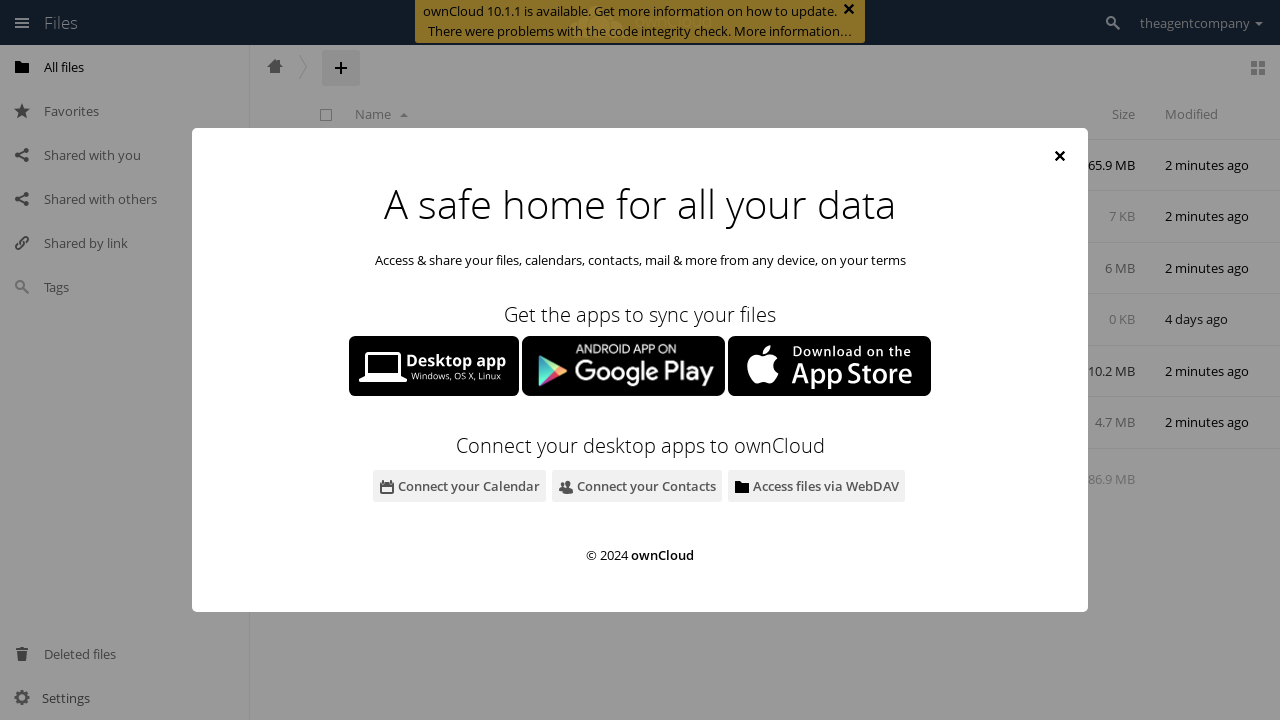 Files
ownCloud 10.1.1 is available. Get more information on how to update.
There were problems with the code integrity check. More information…
theagentcompany
All files
Favorites
Shared with you
Shared with others
Shared by link
Tags
Deleted files
Settings
Name
Size
Modified
65.9 MB
2 minutes ago
7 KB
2 minutes ago
6 MB
2 minutes ago
0 KB
4 days ago
10.2 MB
2 minutes ago
4.7 MB
2 minutes ago
86.9 MB
A safe home for all your data
Access & share your files, calendars, contacts, mail & more from any device, on your terms
Get the apps to sync your files
Desktop app
Windows, OS X, Linux
ANDROID APP ON
Google Play
Download on the
App Store
Connect your desktop apps to ownCloud
Connect your Calendar
Connect your Contacts
Access files via WebDAV
© 2024 ownCloud